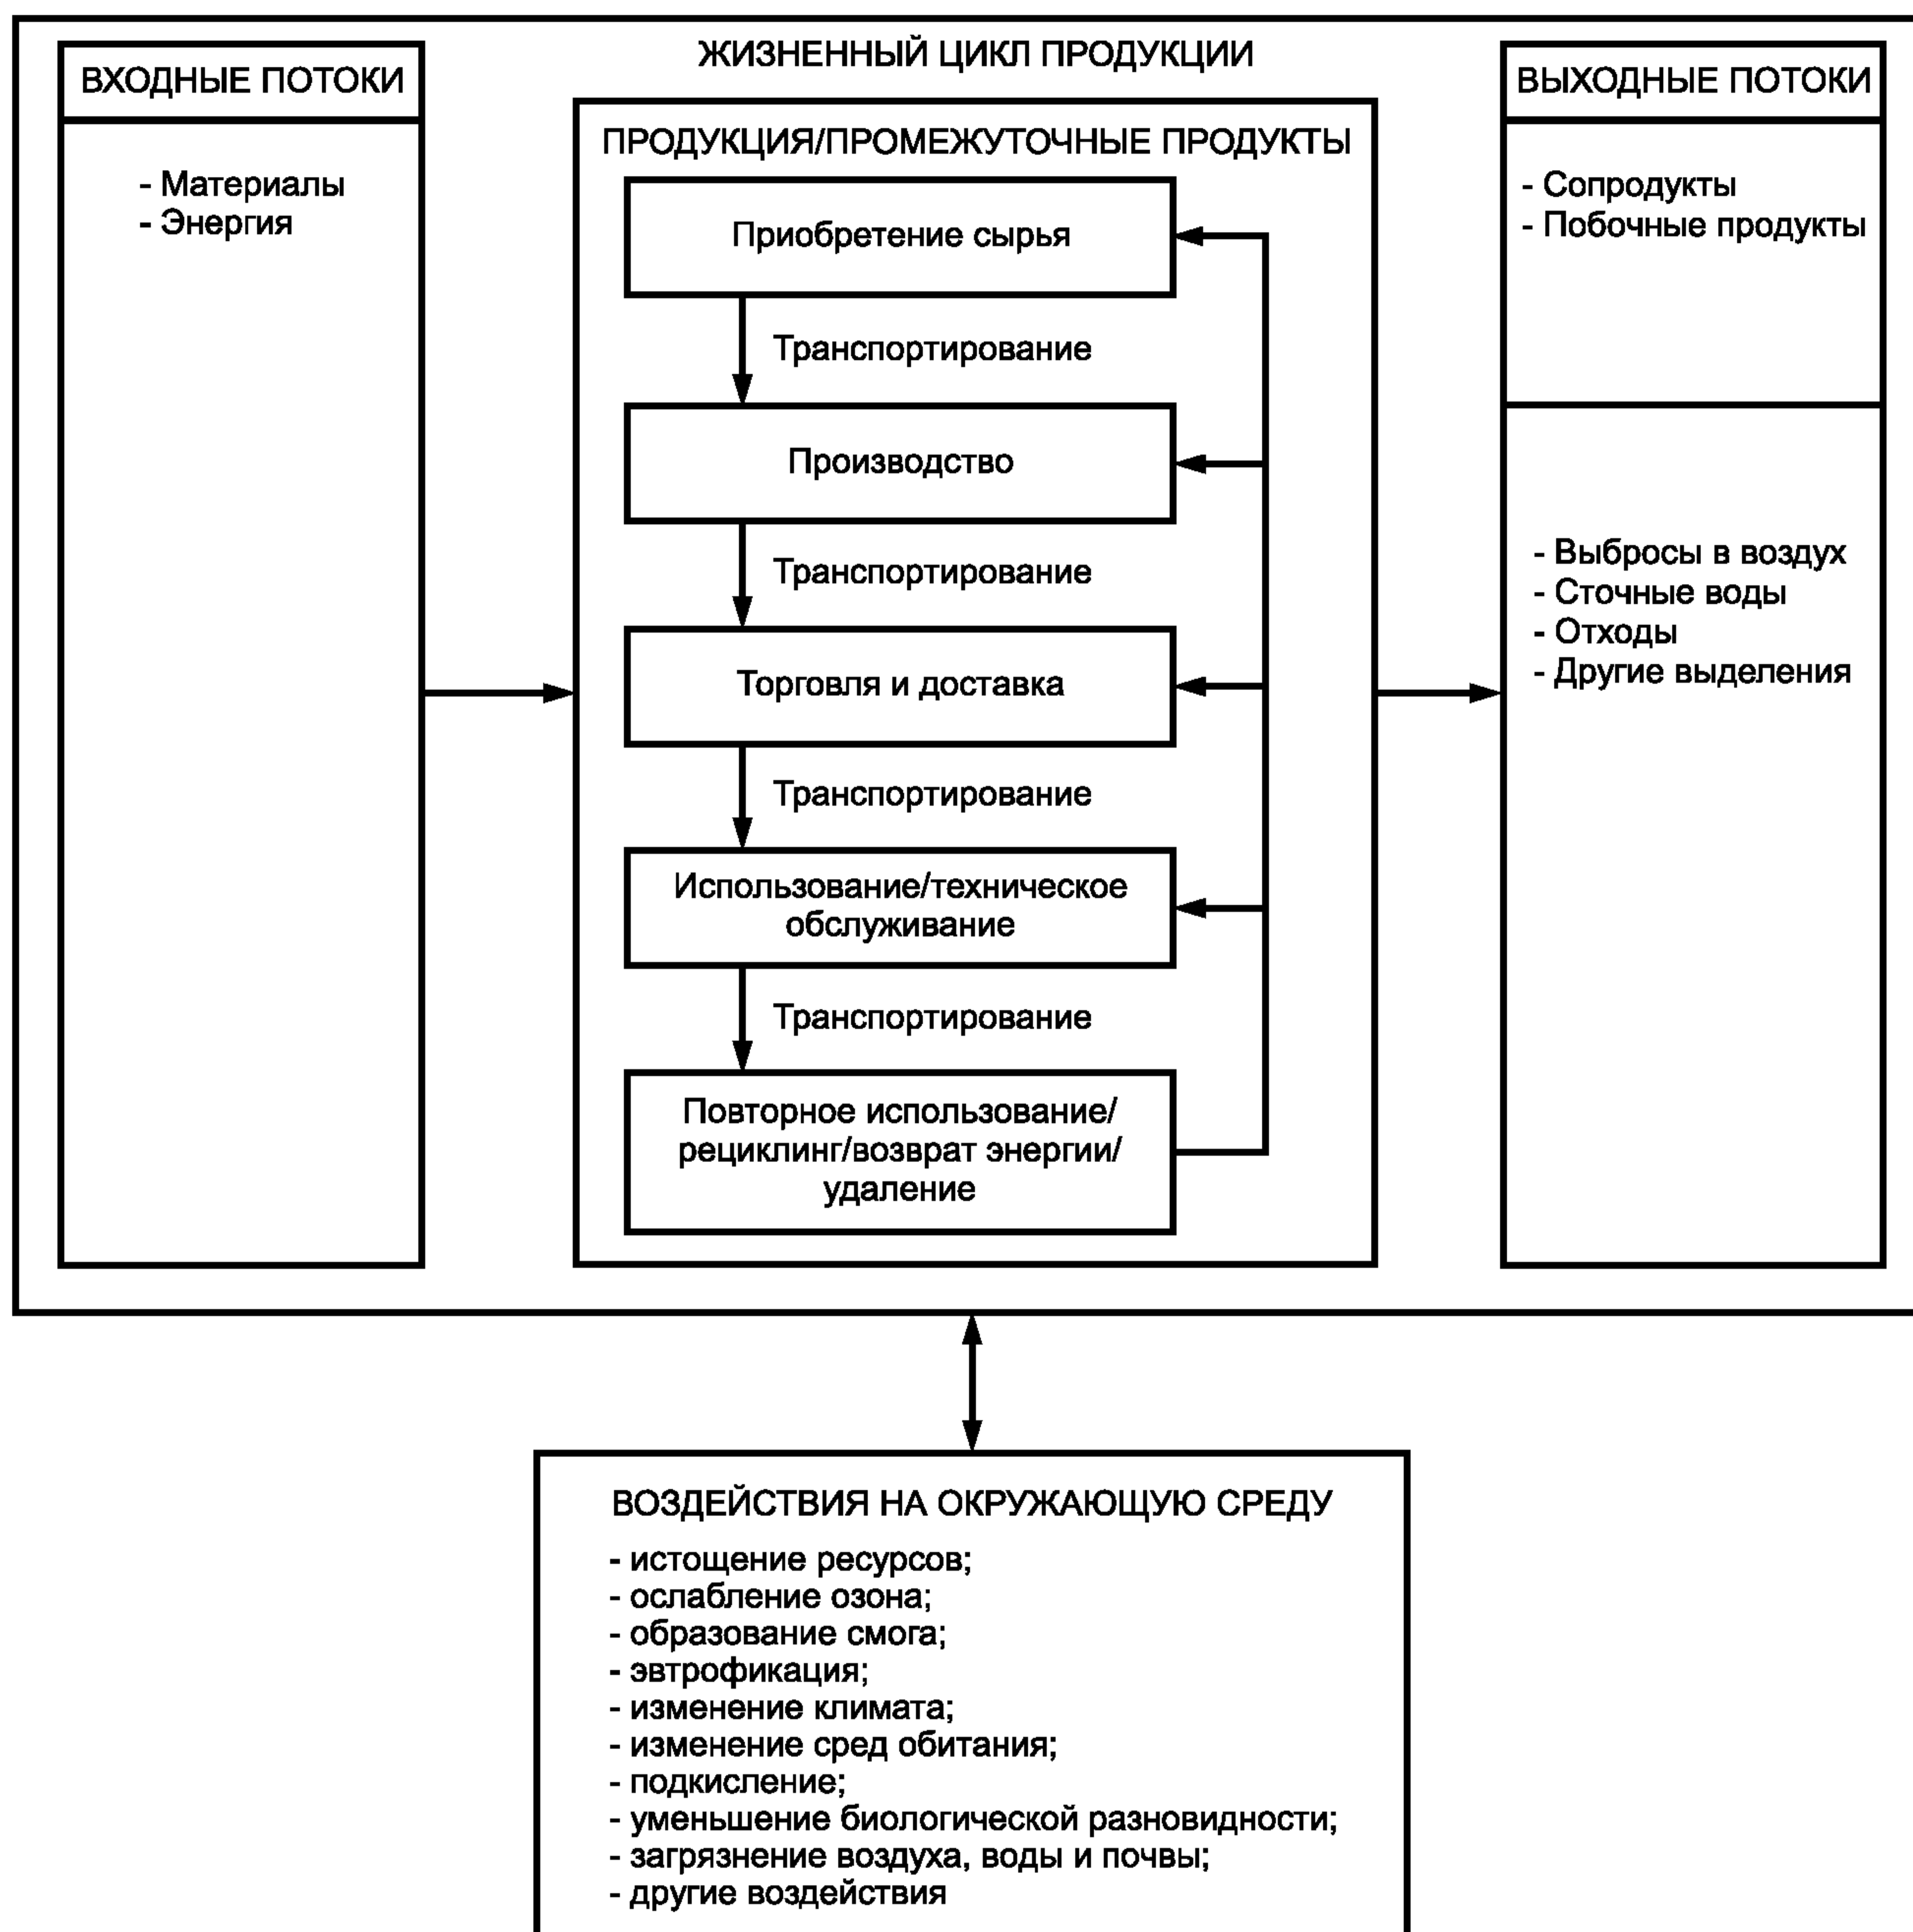 ЖИЗНЕННЫЙ ЦИКЛ ПРОДУКЦИИ
ВХОДНЫЕ ПОТОКИ
- Материалы
- Энергия
ПРОДУКЦИЯ/ПРОМЕЖУТОЧНЫЕ ПРОДУКТЫ
Приобретение сырья
Транспортирование
Производство
Транспортирование
Торговля и доставка
Транспортирование
Использование/техническое
обслуживание
Транспортирование
Повторное использование/
рециклинг/возврат энергии/
удаление
ВЫХОДНЫЕ ПОТОКИ
- Сопродукты
- Побочные продукты
- Выбросы в воздух
- Сточные воды
- Отходы
- Другие выделения
ВОЗДЕЙСТВИЯ НА ОКРУЖАЮЩУЮ СРЕДУ
- истощение ресурсов;
- ослабление озона;
- образование смога;
- эвтрофикация;
- изменение климата;
- изменение сред обитания;
- подкисление;
- уменьшение биологической разновидности;
- загрязнение воздуха, воды и почвы;
- другие воздействия